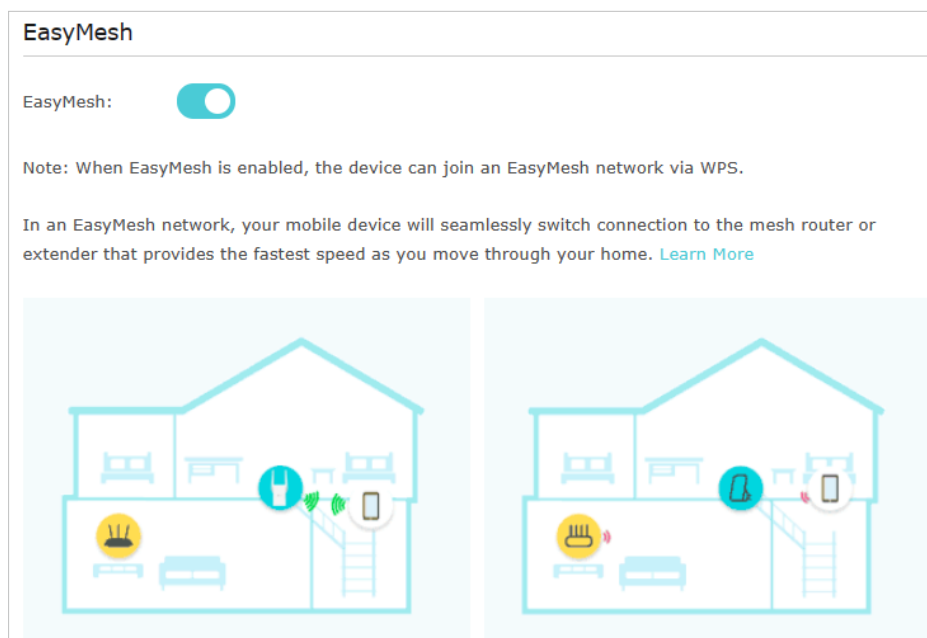 EasyMesh
EasyMesh:
Note: When EasyMesh is enabled, the device can join an EasyMesh network via WPS.
In an EasyMesh network, your mobile device will seamlessly switch connection to the mesh router or
extender that provides the fastest speed as you move through your home. Learn More